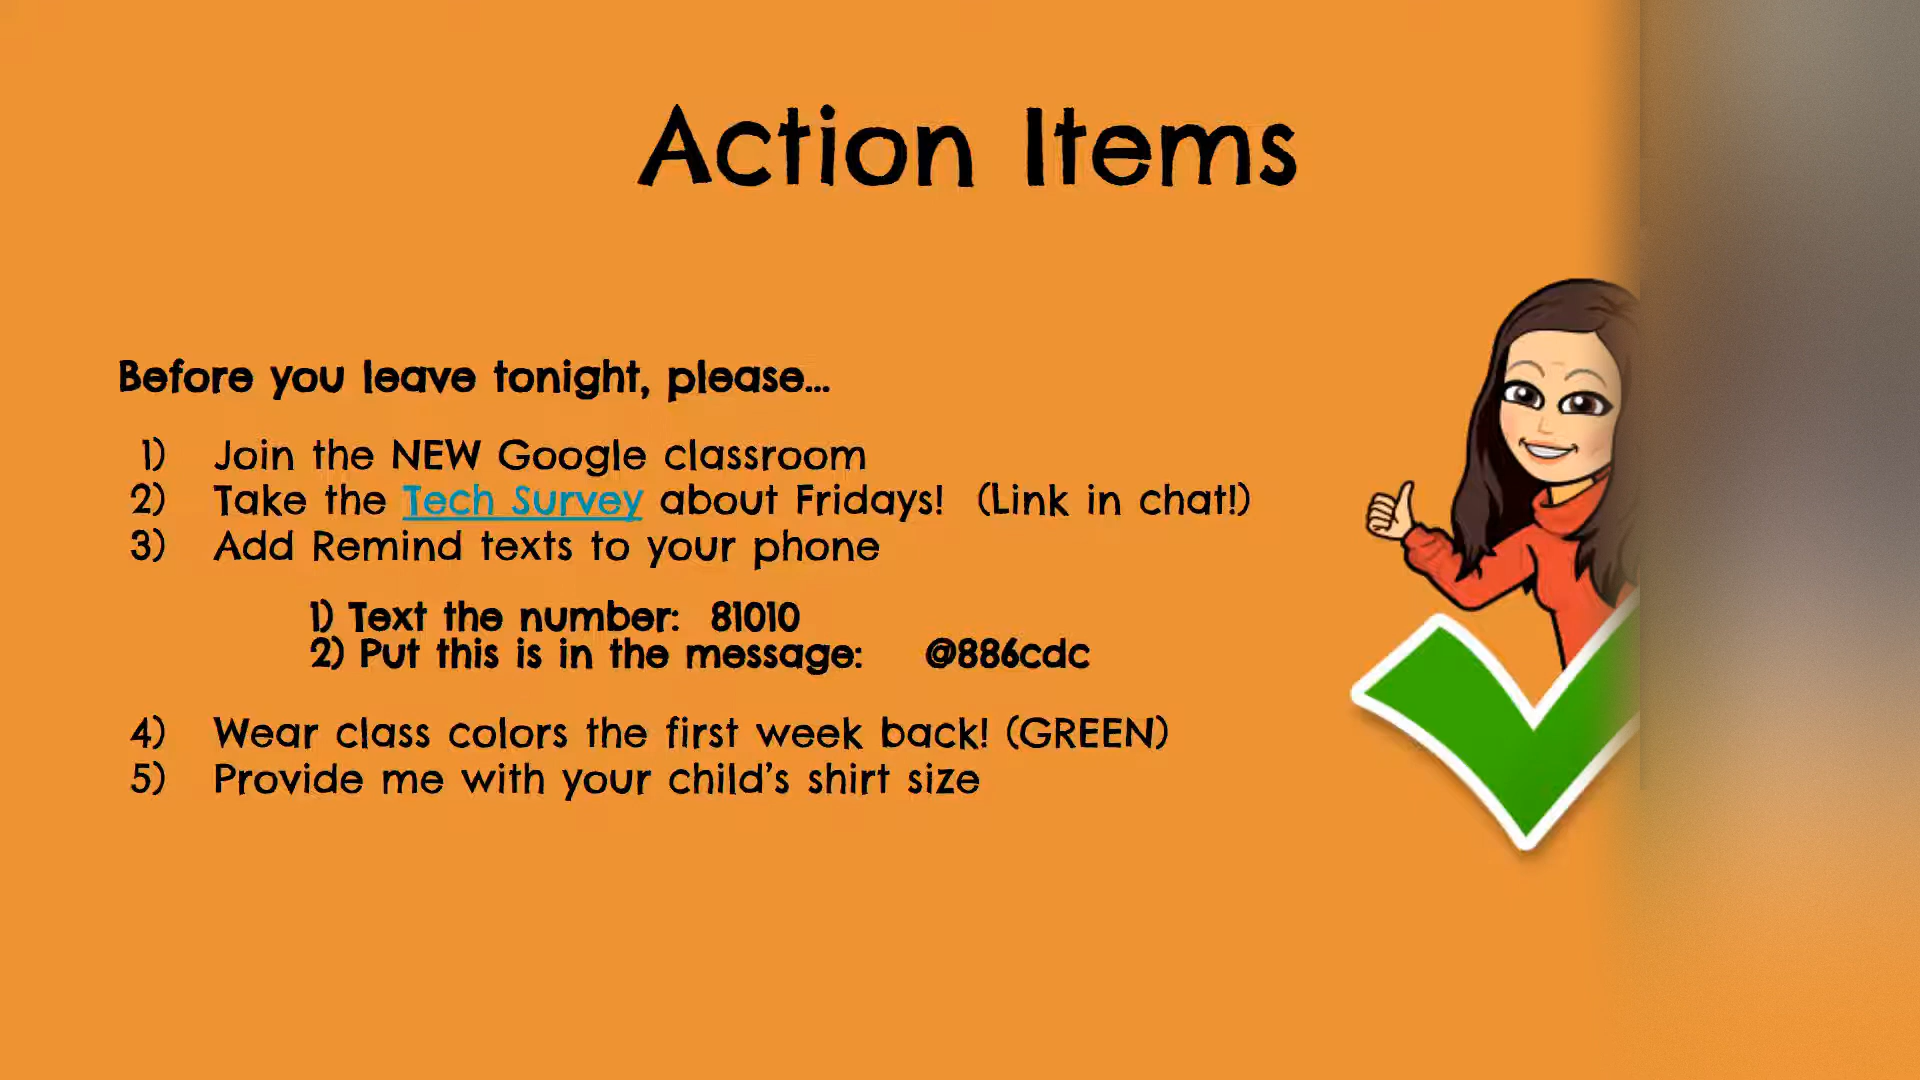 Action Items
Before you leave tonight, please...
1) Join the NEW Google classroom
2) Take the Tech Survey about Fridays! (Link in chat!)
3) Add Remind texts to your phone
1) Text the number: 81010
2) Put this is in the message: @886cdc
4) Wear class colors the first week back! (GREEN)
5) Provide me with your child's shirt size